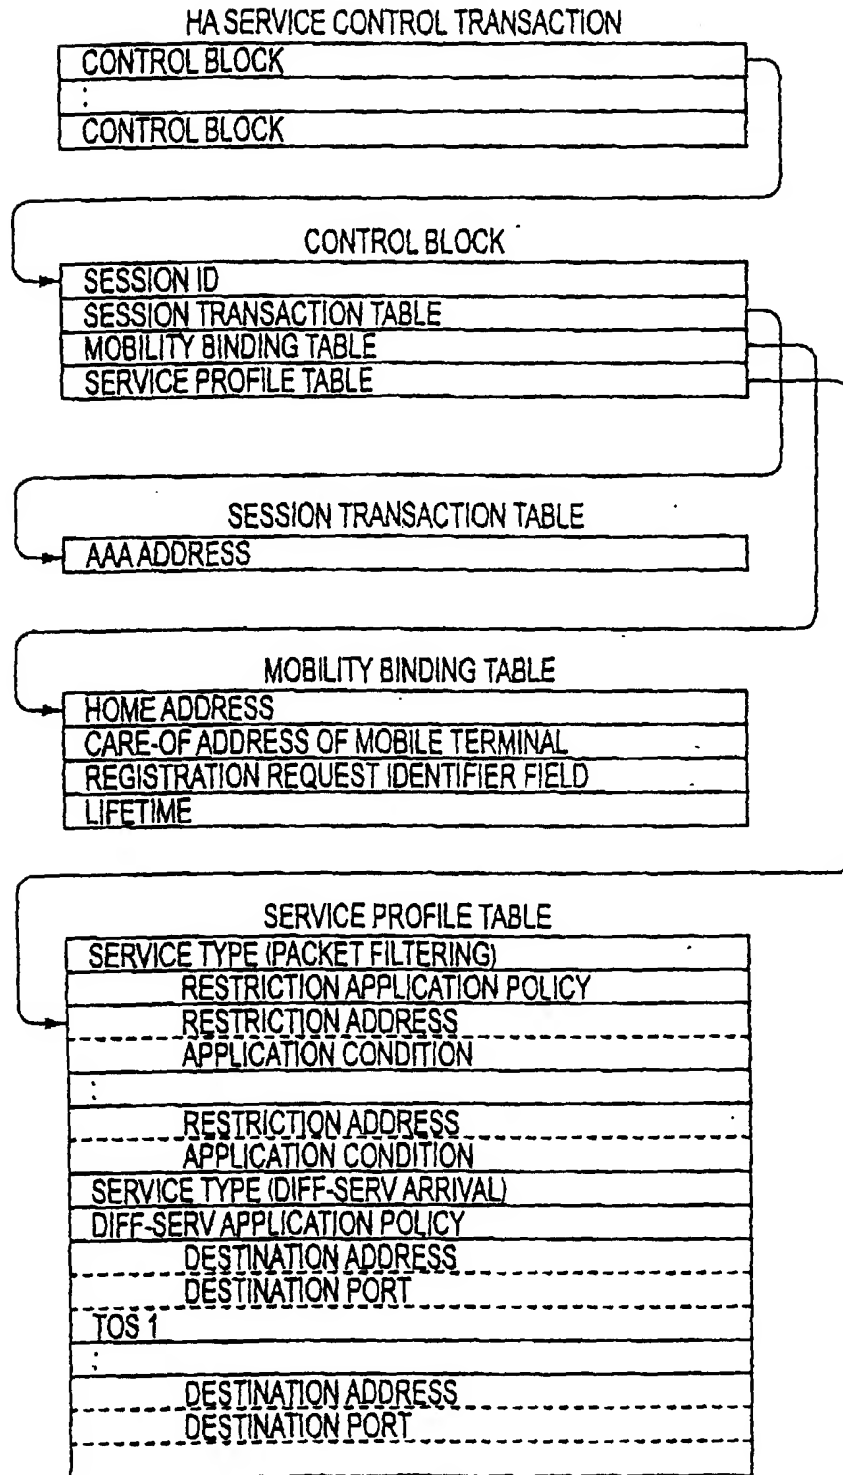 HA SERVICE CONTROL TRANSACTION
CONTROL BLOCK
:
CONTROL BLOCK
CONTROL BLOCK
SESSION ID
SESSION TRANSACTION TABLE
MOBILITY BINDING TABLE
SERVICE PROFILE TABLE
SESSION TRANSACTION TABLE
AAA ADDRESS
MOBILITY BINDING TABLE
HOME ADDRESS
CARE-OF ADDRESS OF MOBILE TERMINAL
REGISTRATION REQUEST IDENTIFIER FIELD
LIFETIME
SERVICE PROFILE TABLE
SERVICE TYPE (PACKET FILTERING)
RESTRICTION APPLICATION POLICY
RESTRICTION ADDRESS
APPLICATION CONDITION
:
RESTRICTION ADDRESS
APPLICATION CONDITION
SERVICE TYPE (DIFF-SERV ARRIVAL)
DIFF-SERV APPLICATION POLICY
DESTINATION ADDRESS
DESTINATION PORT
TOS 1
:
DESTINATION ADDRESS
DESTINATION PORT